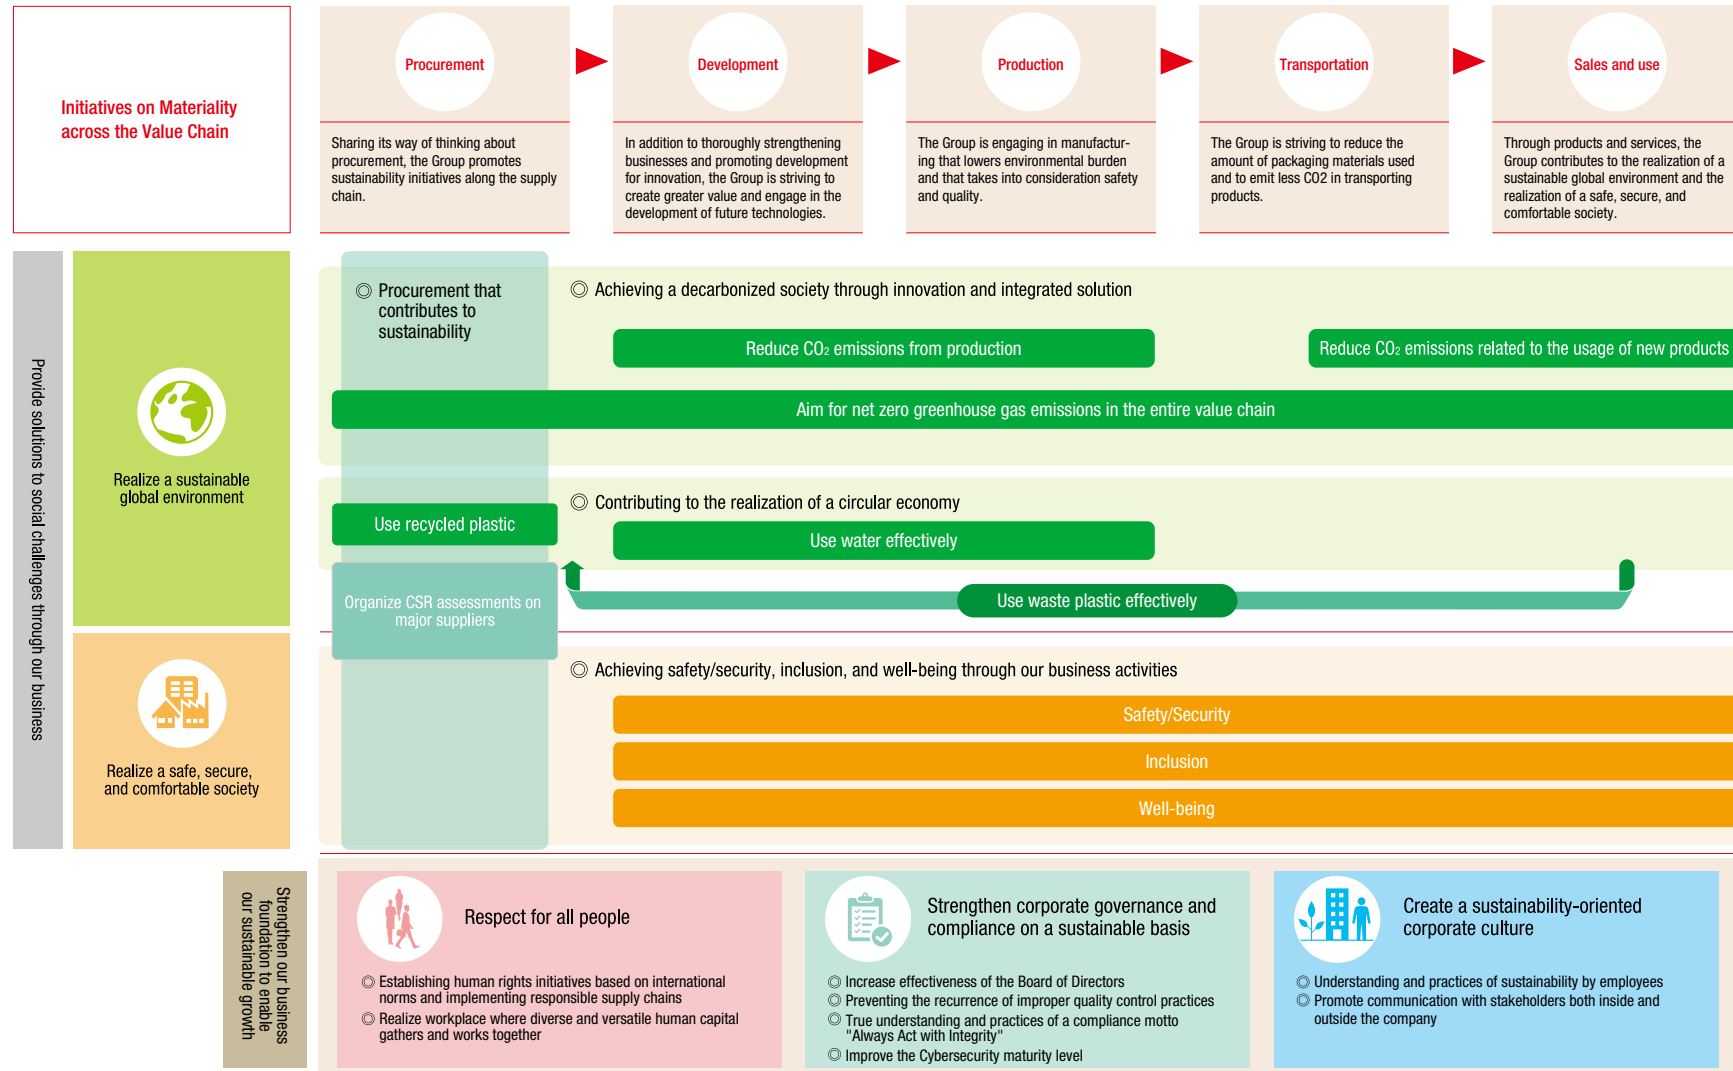 Initiatives on Materiality
across the Value Chain
Procurement
Sharing its way of thinking about
procurement, the Group promotes
sustainability initiatives along the supply
chain.
Development
In addition to thoroughly strengthening
businesses and promoting development
for innovation, the Group is striving to
create greater value and engage in the
development of future technologies.
Production
The Group is engaging in manufactur-
ing that lowers environmental burden
and that takes into consideration safety
and quality.
Transportation
The Group is striving to reduce the
amount of packaging materials used
and to emit less CO2 in transporting
products.
Sales and use
Through products and services, the
Group contributes to the realization of a
sustainable global environment and the
realization of a safe, secure, and
comfortable society.
Provide solutions to social challenges through our business
Realize a sustainable
global environment
◎ Procurement that
contributes to
sustainability
◎ Achieving a decarbonized society through innovation and integrated solution
Reduce CO₂ emissions from production
Reduce CO₂ emissions related to the usage of new products
Aim for net zero greenhouse gas emissions in the entire value chain
◎ Contributing to the realization of a circular economy
Use recycled plastic
Use water effectively
Organize CSR assessments on
major suppliers
Use waste plastic effectively
Realize a safe, secure,
and comfortable society
◎ Achieving safety/security, inclusion, and well-being through our business activities
Safety/Security
Inclusion
Well-being
Strengthen our business
foundation to enable
our sustainable growth
Respect for all people
◎ Establishing human rights initiatives based on international
norms and implementing responsible supply chains
◎ Realize workplace where diverse and versatile human capital
gathers and works together
Strengthen corporate governance and
compliance on a sustainable basis
◎ Increase effectiveness of the Board of Directors
◎ Preventing the recurrence of improper quality control practices
◎ True understanding and practices of a compliance motto
"Always Act with Integrity"
◎ Improve the Cybersecurity maturity level
Create a sustainability-oriented
corporate culture
◎ Understanding and practices of sustainability by employees
◎ Promote communication with stakeholders both inside and
outside the company